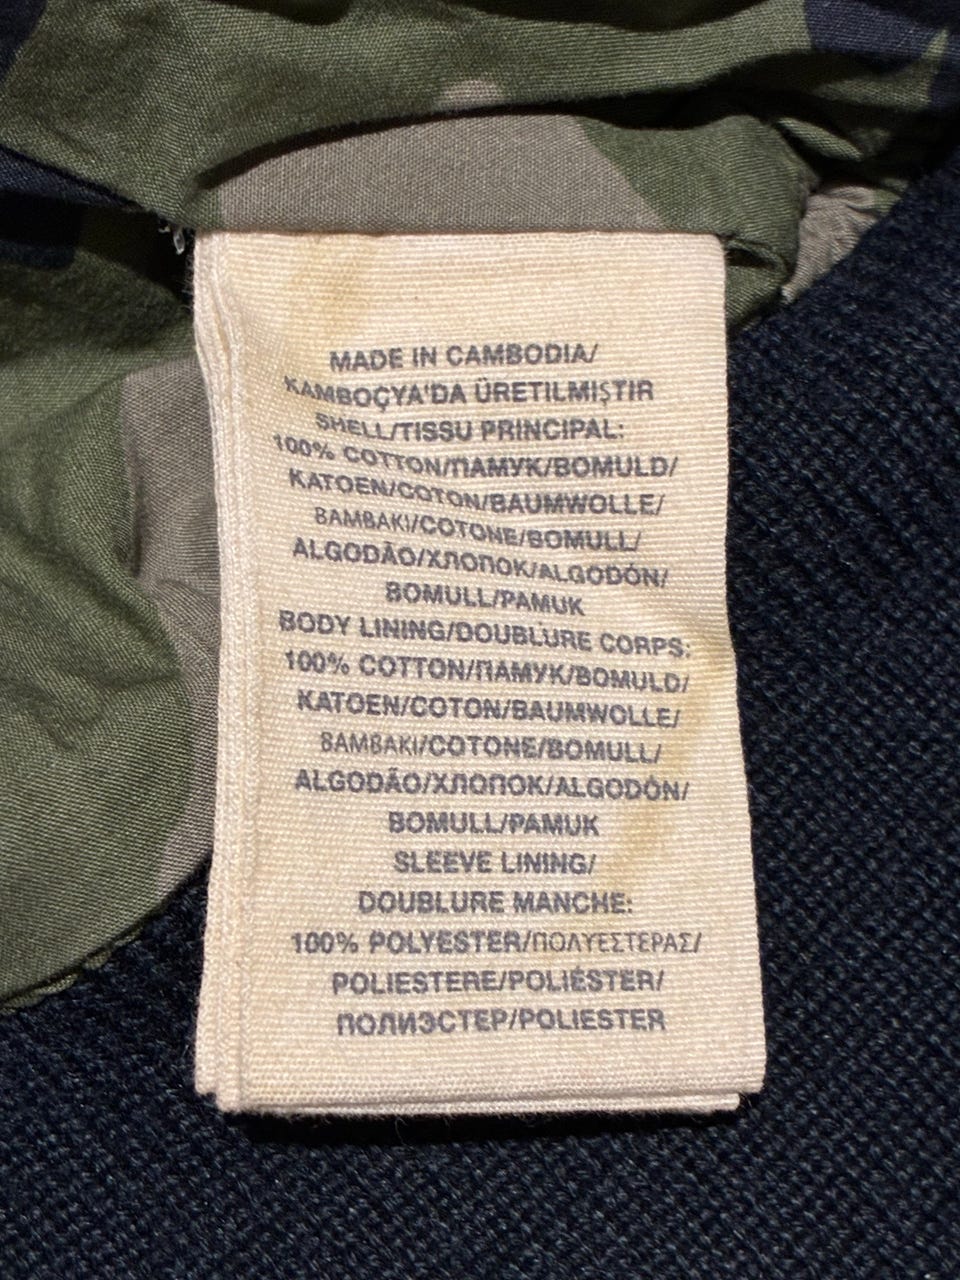 MADE IN CAMBODIA/
KAMBOÇYA'DA ÜRETILMIŞTIR
SHELL/TISSU PRINCIPAL:
100% COTTON/ПАМУК/BOMULD/
KATOEN/COTON/BAUMWOLLE/
BAMBAKI/COTONE/BOMULL/
ALGODÃO/ХЛОПОК/ALGODÓN/
BOMULL/PAMUK
BODY LINING/DOUBLURE CORPS:
100% COTTON/ПАМУК/BOMULD/
KATOEN/COTON/BAUMWOLLE/
BAMBAKI/COTONE/BOMULL/
ALGODÃO/ХЛОПОК/ALGODÓN/
BOMULL/PAMUK
SLEEVE LINING/
DOUBLURE MANCHE:
100% POLYESTER/ΠΟΛΥΕΣΤΕΡΑΣ/
POLIESTERE/POLIÉSTER/
ПОЛИЭСТЕР/POLIESTER